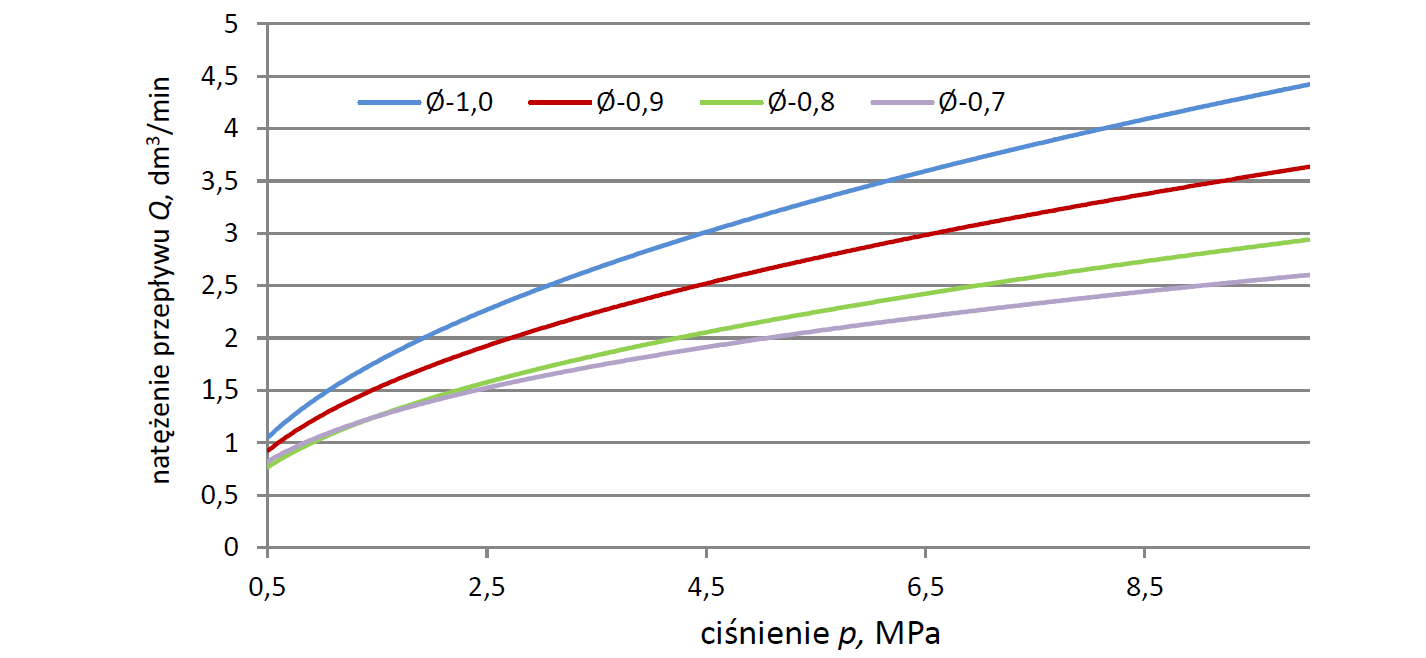 5
4,5
4
3,5
3
2,5
2
1,5
1
0,5
0
natężenie przepływu Q, dm³/min
Ø-1,0 Ø-0,9 Ø-0,8 Ø-0,7
0,5 2,5 4,5 6,5 8,5
ciśnienie p, MPa